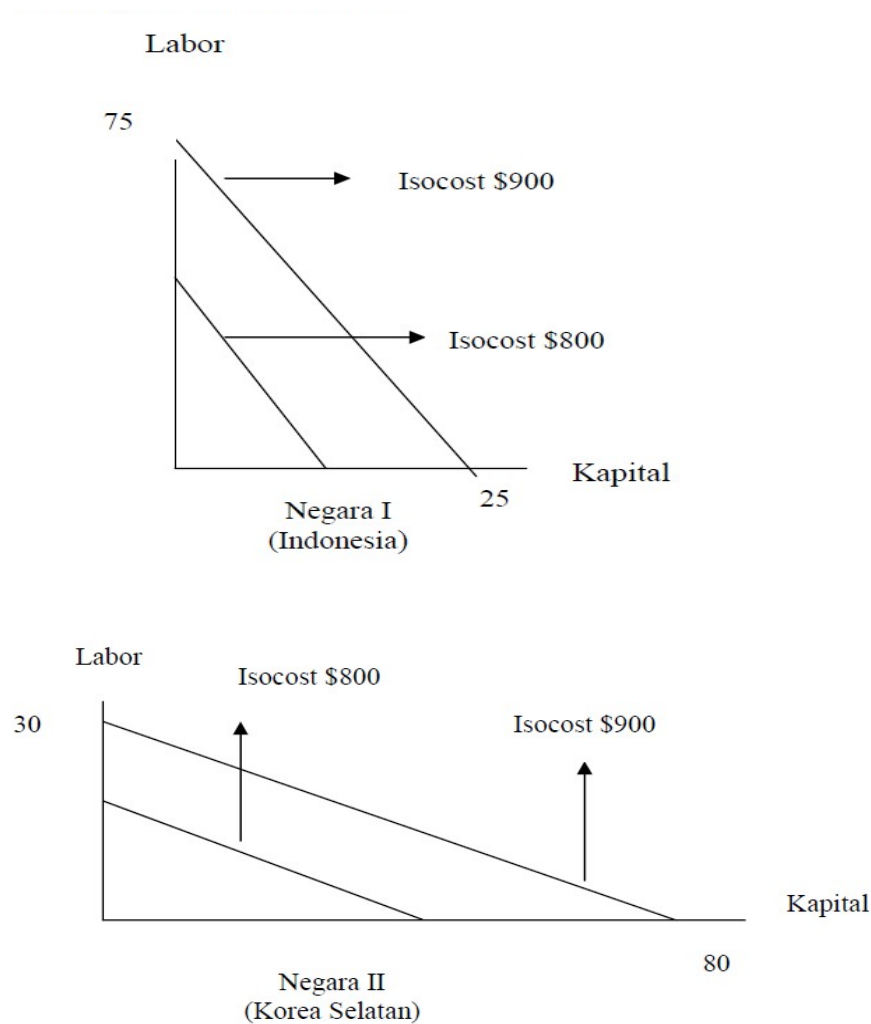 Labor
75
Isocost $900
Isocost $800
Kapital
25
Negara I
(Indonesia)
Labor
Isocost $800
30
Isocost $900
Kapital
80
Negara II
(Korea Selatan)